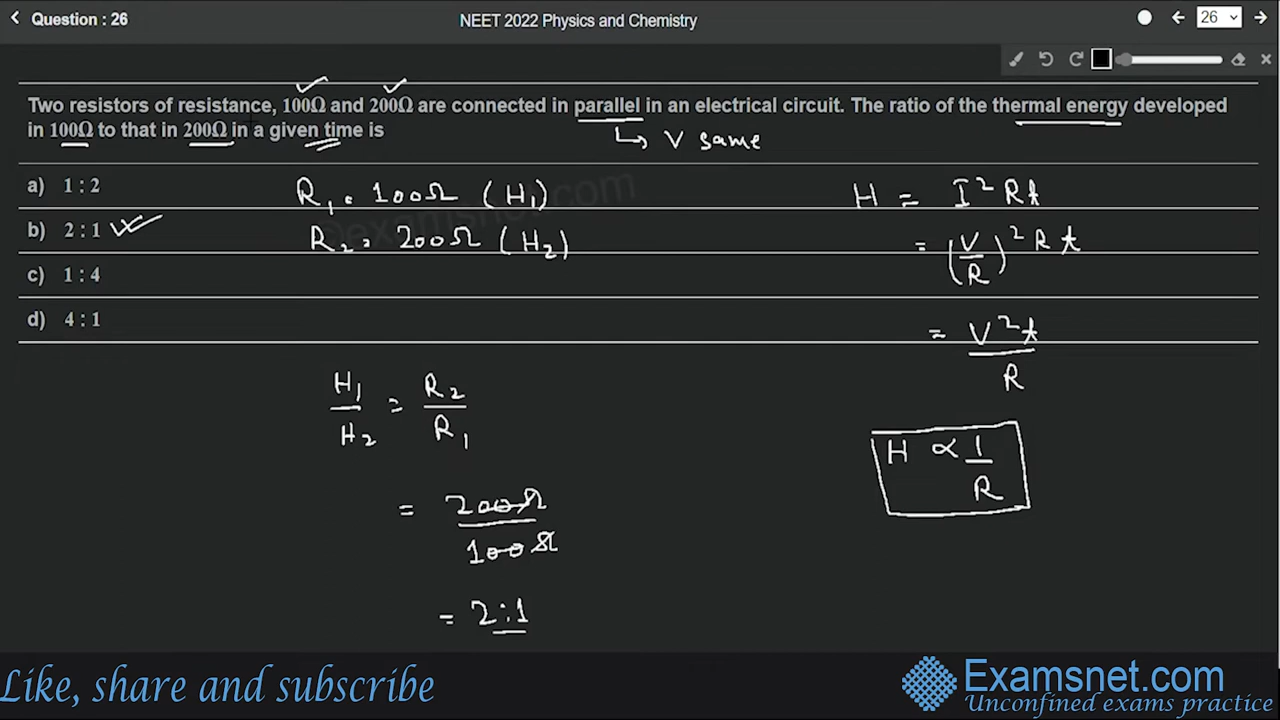 Question : 26
NEET 2022 Physics and Chemistry
26
Two resistors of resistance, 100Ω and 200Ω are connected in parallel in an electrical circuit. The ratio of the thermal energy developed
in 100Ω to that in 200Ω in a given time is
↳ V same
a) 1 : 2
b) 2 : 1
c) 1 : 4
d) 4 : 1
R₁ = 100Ω (H₁)
R₂ = 200Ω (H₂)
©examsnet.com
H = I²Rt
= (V/R)² R t
= V²t/R
H ∝ 1/R
H₁/H₂ = R₂/R₁
= 200Ω/100Ω
= 2:1
Like, share and subscribe
Examsnet.com
Unconfined exams practice